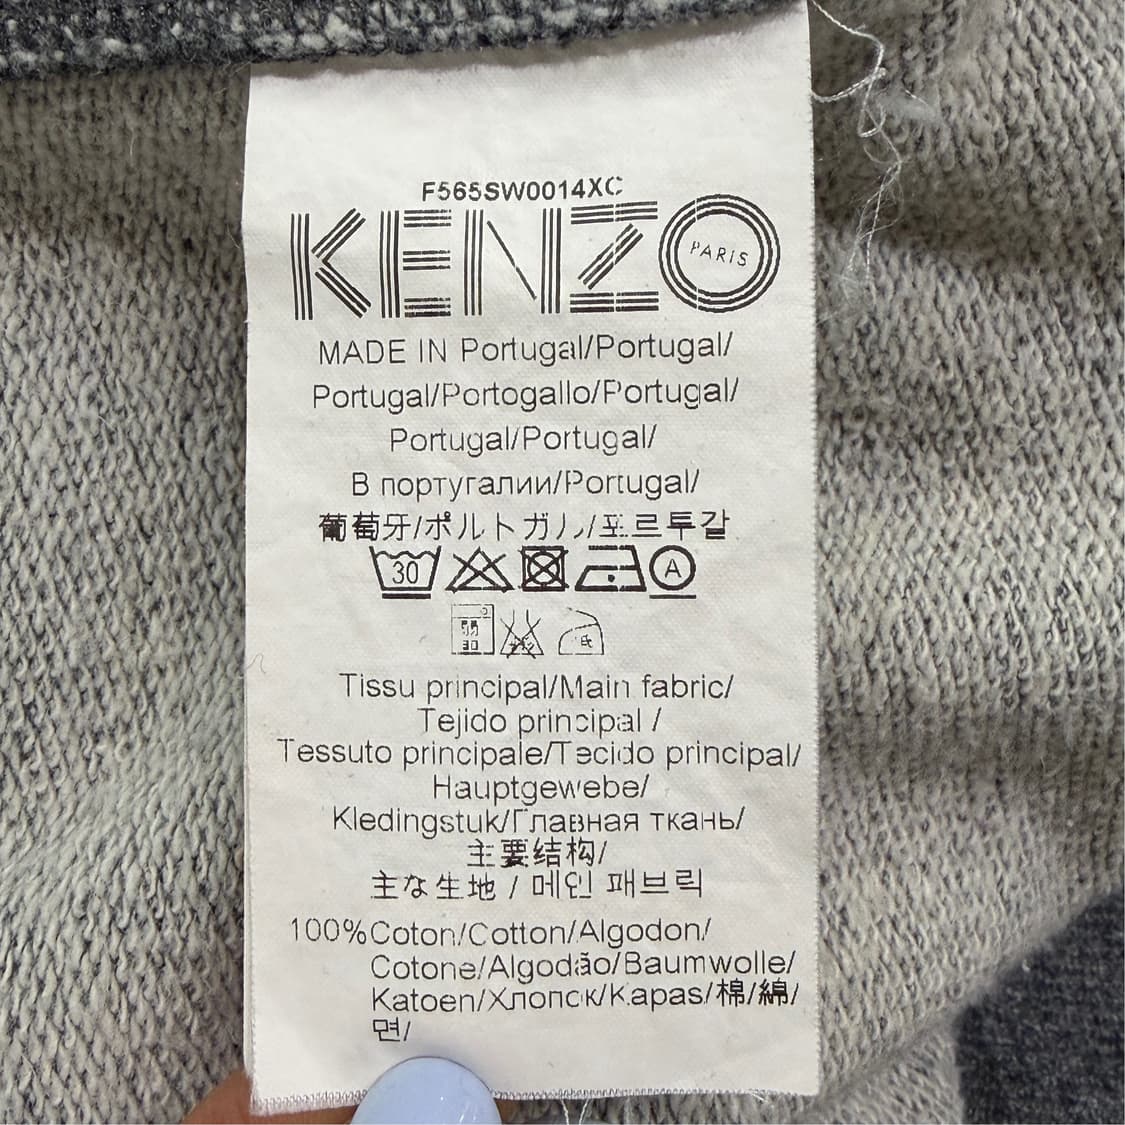 F565SW0014XC
KENZO
PARIS
MADE IN Portugal/Portugal/
Portugal/Portogallo/Portugal/
Portugal/Portugal/
В португалии/Portugal/
葡萄牙/ポルトガル/포르투갈
30 A
弱
30
Tissu principal/Main fabric/
Tejido principal /
Tessuto principale/Tecido principal/
Hauptgewebe/
Kledingstuk/Главная ткань/
主要结构/
主な生地 / 메인 패브릭
100%Coton/Cotton/Algodon/
Cotone/Algodão/Baumwolle/
Katoen/Хлопок/Kapas/棉/綿/
면/